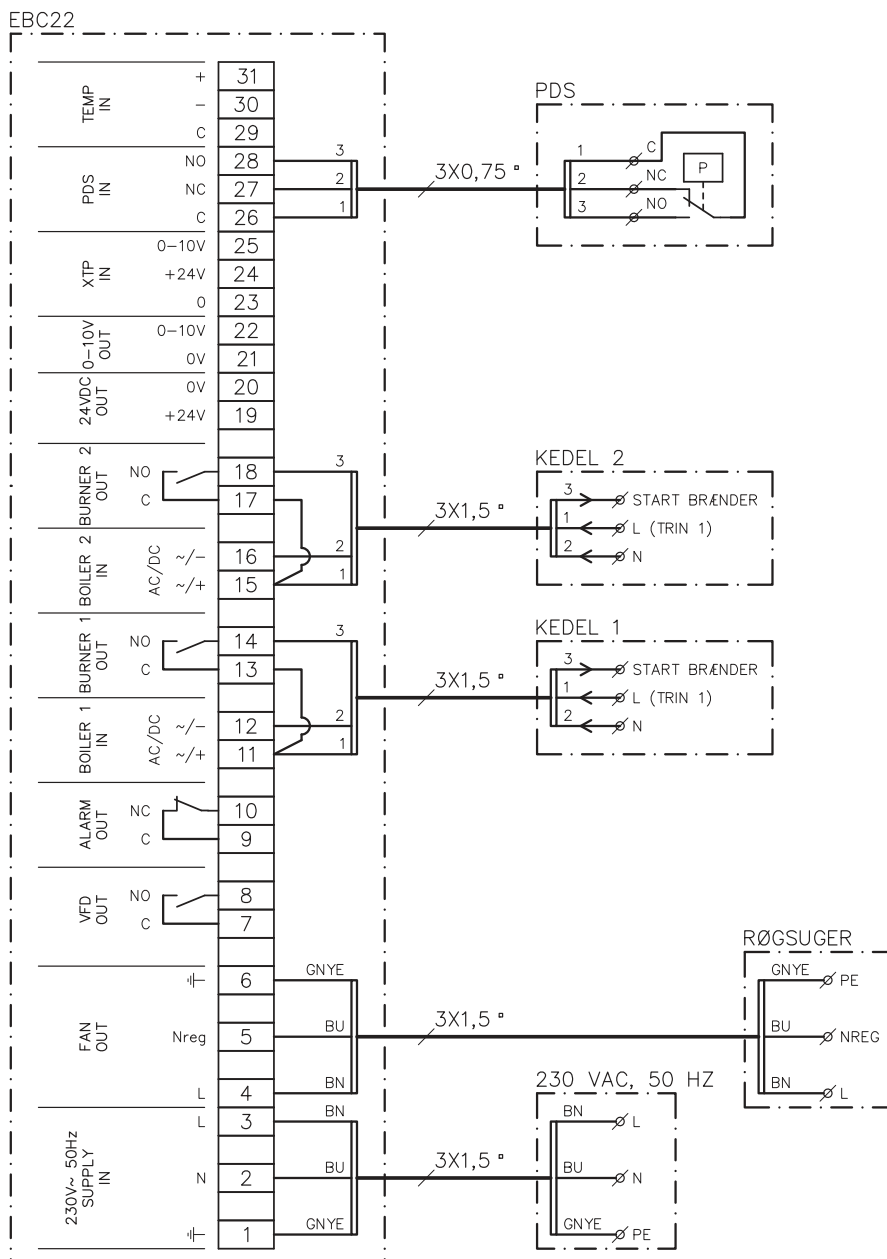 EBC22
TEMP IN
+ 31
− 30
C 29
PDS IN
NO 28 3
NC 27 2
C 26 1
3X0,75 ▫
PDS
1 C
2 NC
3 NO
P
XTP IN
0−10V 25
+24V 24
0 23
0−10V OUT
0−10V 22
0V 21
24VDC OUT
0V 20
+24V 19
BURNER 2 OUT
NO 18 3
C 17
BOILER 2 IN
AC/DC
~/− 16 2
~/+ 15 1
3X1,5 ▫
KEDEL 2
3 START BRÆNDER
1 L (TRIN 1)
2 N
BURNER 1 OUT
NO 14 3
C 13
BOILER 1 IN
AC/DC
~/− 12 2
~/+ 11 1
3X1,5 ▫
KEDEL 1
3 START BRÆNDER
1 L (TRIN 1)
2 N
ALARM OUT
NC 10
C 9
VFD OUT
NO 8
C 7
FAN OUT
6 GNYE
Nreg 5 BU
L 4 BN
3X1,5 ▫
RØGSUGER
GNYE PE
BU NREG
BN L
230V~ 50Hz SUPPLY IN
L 3 BN
N 2 BU
1 GNYE
3X1,5 ▫
230 VAC, 50 HZ
BN L
BU N
GNYE PE